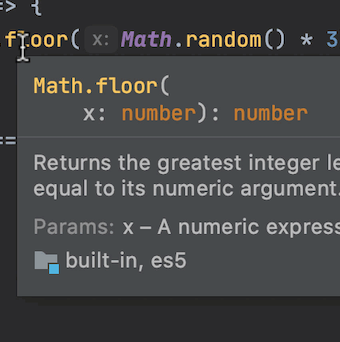 => {
.floor( x: Math.random() * 3
Math.floor(
x: number): number
==
Returns the greatest integer le
equal to its numeric argument.
Params: x – A numeric express
built-in, es5